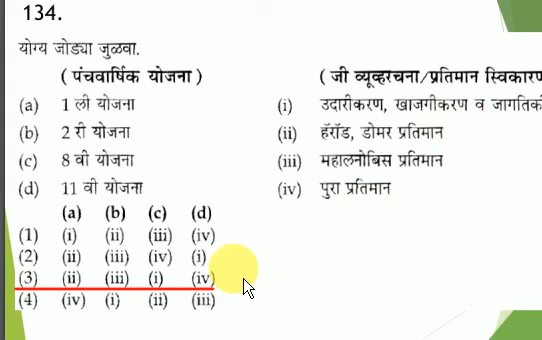 134.
योग्य जोड्या जुळवा.
(पंचवार्षिक योजना) (जी व्यूव्हरचना/प्रतिमान स्विकारण
(a) 1 ली योजना (i) उदारीकरण, खाजगीकरण व जागतिकी
(b) 2 री योजना (ii) हॅरॉड, डोमर प्रतिमान
(c) 8 वी योजना (iii) महालनोबिस प्रतिमान
(d) 11 वी योजना (iv) पुरा प्रतिमान
(a) (b) (c) (d)
(1) (i) (ii) (iii) (iv)
(2) (ii) (iii) (iv) (i)
(3) (ii) (iii) (i) (iv)
(4) (iv) (i) (ii) (iii)